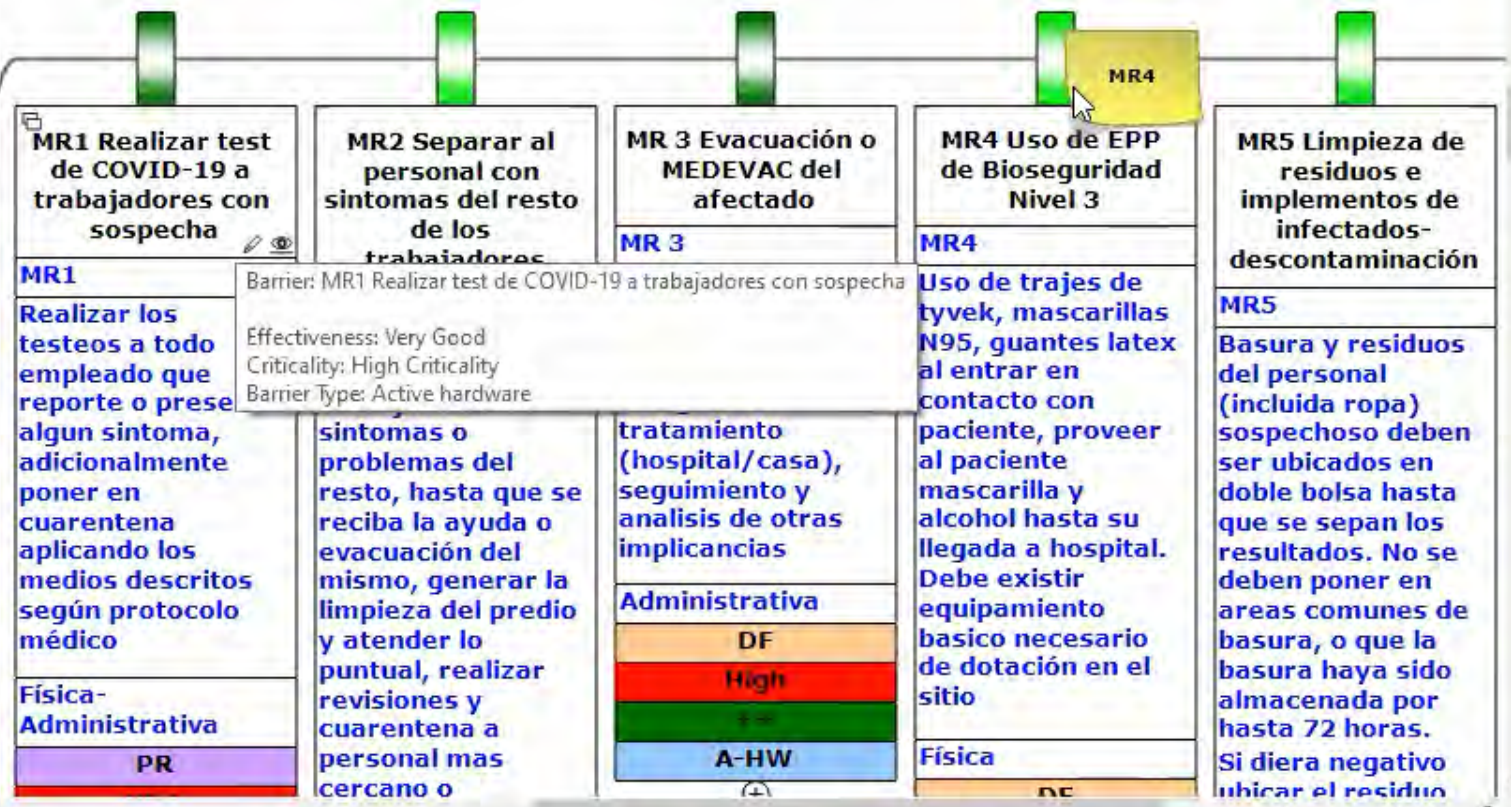 MR4
MR1 Realizar test
de COVID-19 a
trabajadores con
sospecha
MR1
Realizar los
testeos a todo
empleado que
reporte o prese
algun sintoma,
adicionalmente
poner en
cuarentena
aplicando los
medios descritos
según protocolo
médico
Física-
Administrativa
PR
MR2 Separar al
personal con
sintomas del resto
de los
trabajadores
Barrier: MR1 Realizar test de COVID-19 a trabajadores con sospecha
Effectiveness: Very Good
Criticality: High Criticality
Barrier Type: Active hardware
sintomas o
problemas del
resto, hasta que se
reciba la ayuda o
evacuación del
mismo, generar la
limpieza del predio
y atender lo
puntual, realizar
revisiones y
cuarentena a
personal mas
cercano o
MR 3 Evacuación o
MEDEVAC del
afectado
MR 3
tratamiento
(hospital/casa),
seguimiento y
analisis de otras
implicancias
Administrativa
DF
High
++
A-HW
MR4 Uso de EPP
de Bioseguridad
Nivel 3
MR4
Uso de trajes de
tyvek, mascarillas
N95, guantes latex
al entrar en
contacto con
paciente, proveer
al paciente
mascarilla y
alcohol hasta su
llegada a hospital.
Debe existir
equipamiento
basico necesario
de dotación en el
sitio
Física
DF
MR5 Limpieza de
residuos e
implementos de
infectados-
descontaminación
MR5
Basura y residuos
del personal
(incluida ropa)
sospechoso deben
ser ubicados en
doble bolsa hasta
que se sepan los
resultados. No se
deben poner en
areas comunes de
basura, o que la
basura haya sido
almacenada por
hasta 72 horas.
Si diera negativo
ubicar el residuo